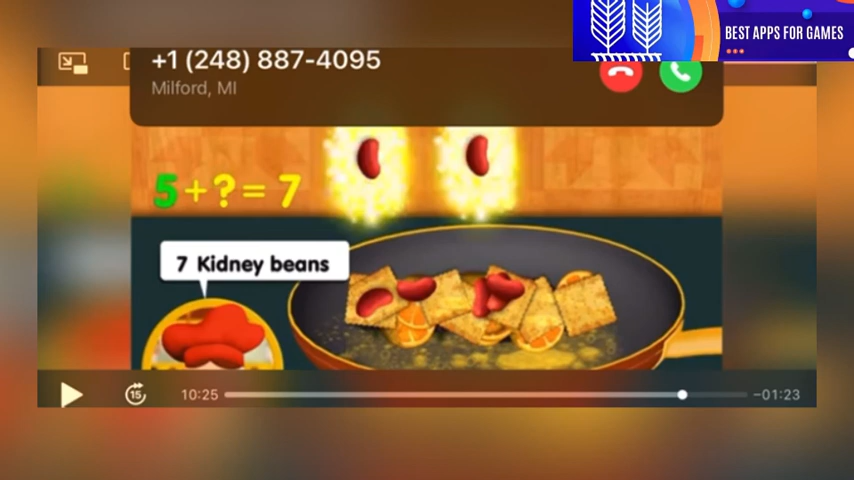 BEST APPS FOR GAMES
+1 (248) 887-4095
Milford, MI
5+?= 7
7 Kidney beans
15
10:25
-01:23